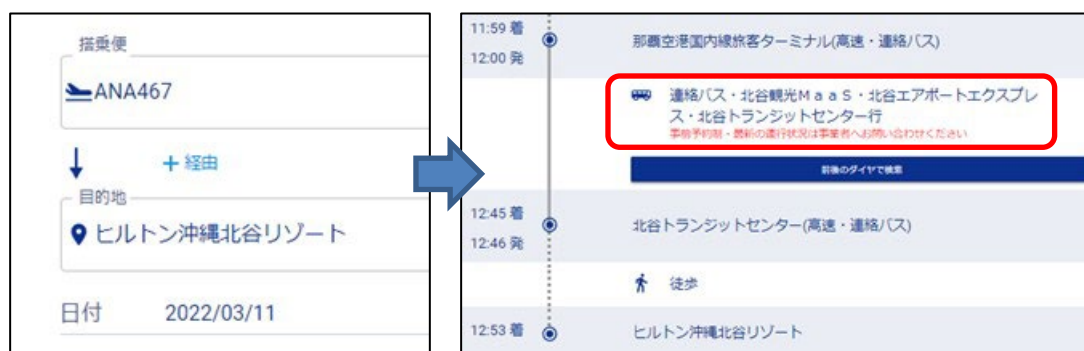 搭乗便
ANA467
+ 経由
目的地
ヒルトン沖縄北谷リゾート
日付 2022/03/11
11:59 着
12:00 発
那覇空港国内線旅客ターミナル(高速・連絡バス)
連絡バス・北谷観光MaaS・北谷エアポートエクスプレ
ス・北谷トランジットセンター行
事前予約制・最新の運行状況は事業者へお問い合わせください
前後のダイヤで検索
12:45 着
12:46 発
北谷トランジットセンター(高速・連絡バス)
徒歩
12:53 着
ヒルトン沖縄北谷リゾート